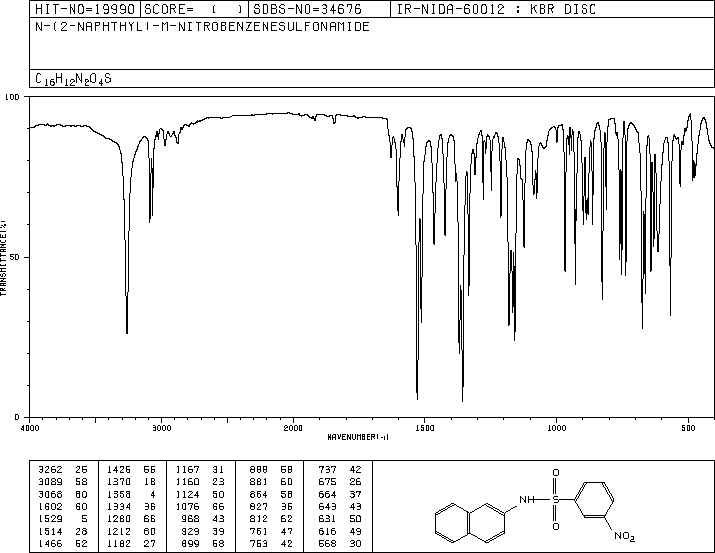 HIT-NO=19990 SCORE= ( ) SDBS-NO=34676 IR-NIDA-60012 : KBR DISC
N-(2-NAPHTHYL)-M-NITROBENZENESULFONAMIDE
C16H12N2O4S
100
TRANSMITTANCE(%)
50
0
4000 3000 2000 1500 1000 500
WAVENUMBER(-1)
3262 26 1426 55 1167 31 888 58 737 42
3089 58 1370 18 1160 23 881 60 675 26
3068 60 1358 4 1124 50 864 58 664 37
1602 60 1334 36 1076 66 827 35 643 43
1529 5 1280 66 968 43 812 62 631 50
1514 28 1212 60 929 39 761 47 616 49
1466 52 1182 27 899 58 753 42 568 30
NH
O
S
O
NO2